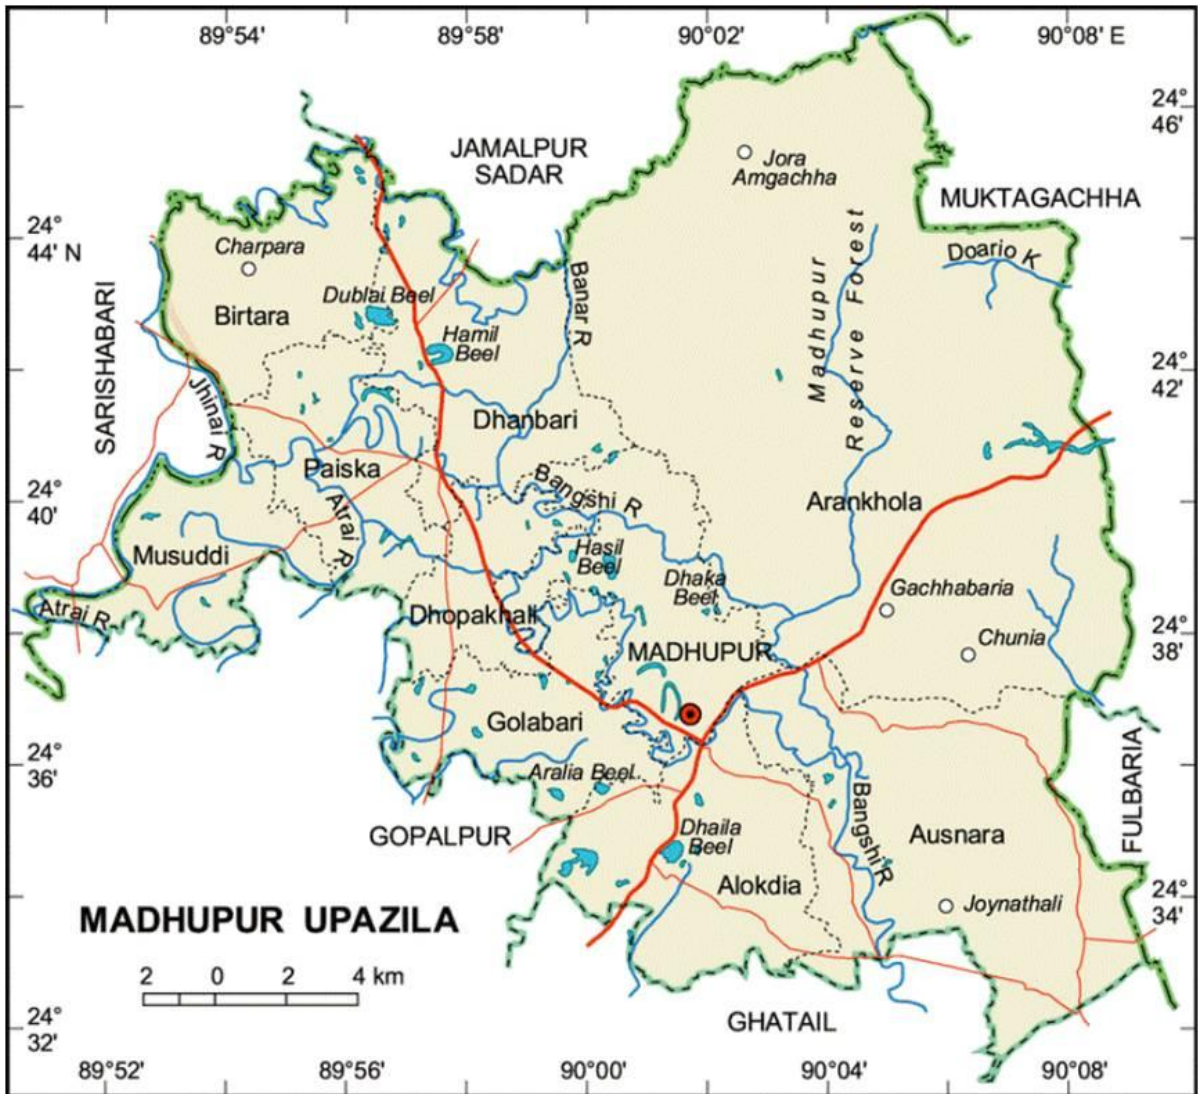 89°54'
89°58'
90°02'
90°08' E
24°
46'
JAMALPUR
SADAR
Jora
Amgachha
MUKTAGACHHA
24°
44' N
Charpara
Doario K
Banar R
Madhupur
Reserve Forest
Dublai Beel
Birtara
Hamil
Beel
SARISHABARI
24°
42'
Jhinai R
Dhanbari
Paiska
Bangshi R
Arankhola
24°
40'
Atrai R
Musuddi
Hasil
Beel
Dhaka
Beel
Gachhabaria
Atrai R
Dhopakhali
Chunia
24°
38'
MADHUPUR
Golabari
24°
36'
Aralia Beel
Bangshi R
FULBARIA
GOPALPUR
Dhaila
Beel
Ausnara
Alokdia
Joynathali
24°
34'
MADHUPUR UPAZILA
2 0 2 4 km
24°
32'
GHATAIL
89°52'
89°56'
90°00'
90°04'
90°08'